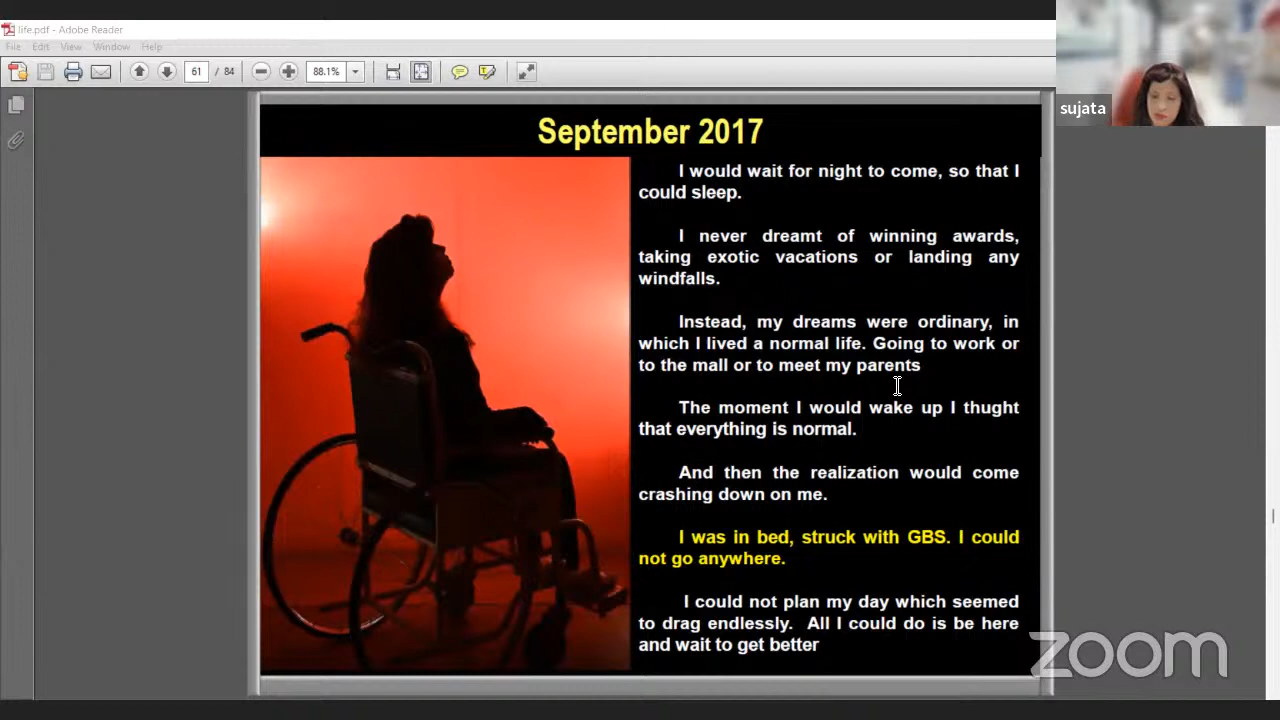 life.pdf - Adobe Reader
File Edit View Window Help
61 / 84 88.1%
sujata
September 2017
I would wait for night to come, so that I
could sleep.
I never dreamt of winning awards,
taking exotic vacations or landing any
windfalls.
Instead, my dreams were ordinary, in
which I lived a normal life. Going to work or
to the mall or to meet my parents
The moment I would wake up I thught
that everything is normal.
And then the realization would come
crashing down on me.
I was in bed, struck with GBS. I could
not go anywhere.
I could not plan my day which seemed
to drag endlessly. All I could do is be here
and wait to get better
zoom